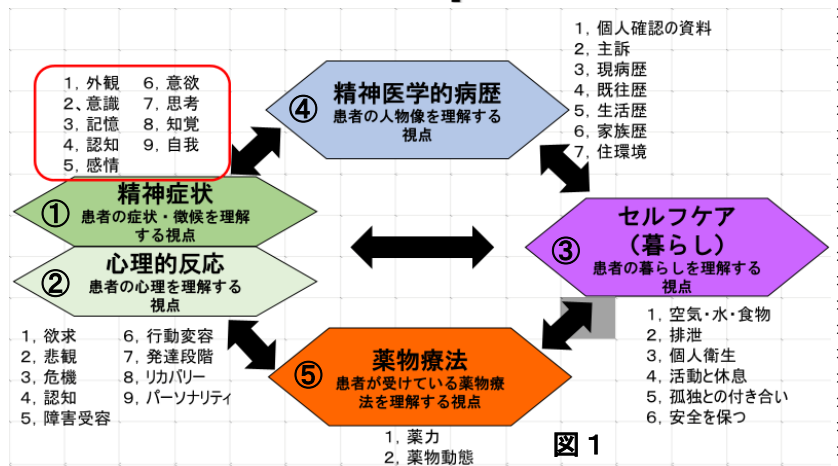 1, 個人確認の資料
2, 主訴
3, 現病歴
4, 既往歴
5, 生活歴
6, 家族歴
7, 住環境
1, 外観 6, 意欲
2、意識 7, 思考
3, 記憶 8, 知覚
4, 認知 9, 自我
5, 感情
④
精神医学的病歴
患者の人物像を理解する
視点
①
精神症状
患者の症状・徴候を理解
する視点
②
心理的反応
患者の心理を理解する
視点
③
セルフケア
（暮らし）
患者の暮らしを理解する
視点
1, 欲求 6, 行動変容
2, 悲観 7, 発達段階
3, 危機 8, リカバリー
4, 認知 9, パーソナリティ
5, 障害受容
⑤
薬物療法
患者が受けている薬物療
法を理解する視点
1, 空気・水・食物
2, 排泄
3, 個人衛生
4, 活動と休息
5, 孤独との付き合い
6, 安全を保つ
1, 薬力
2, 薬物動態
図１